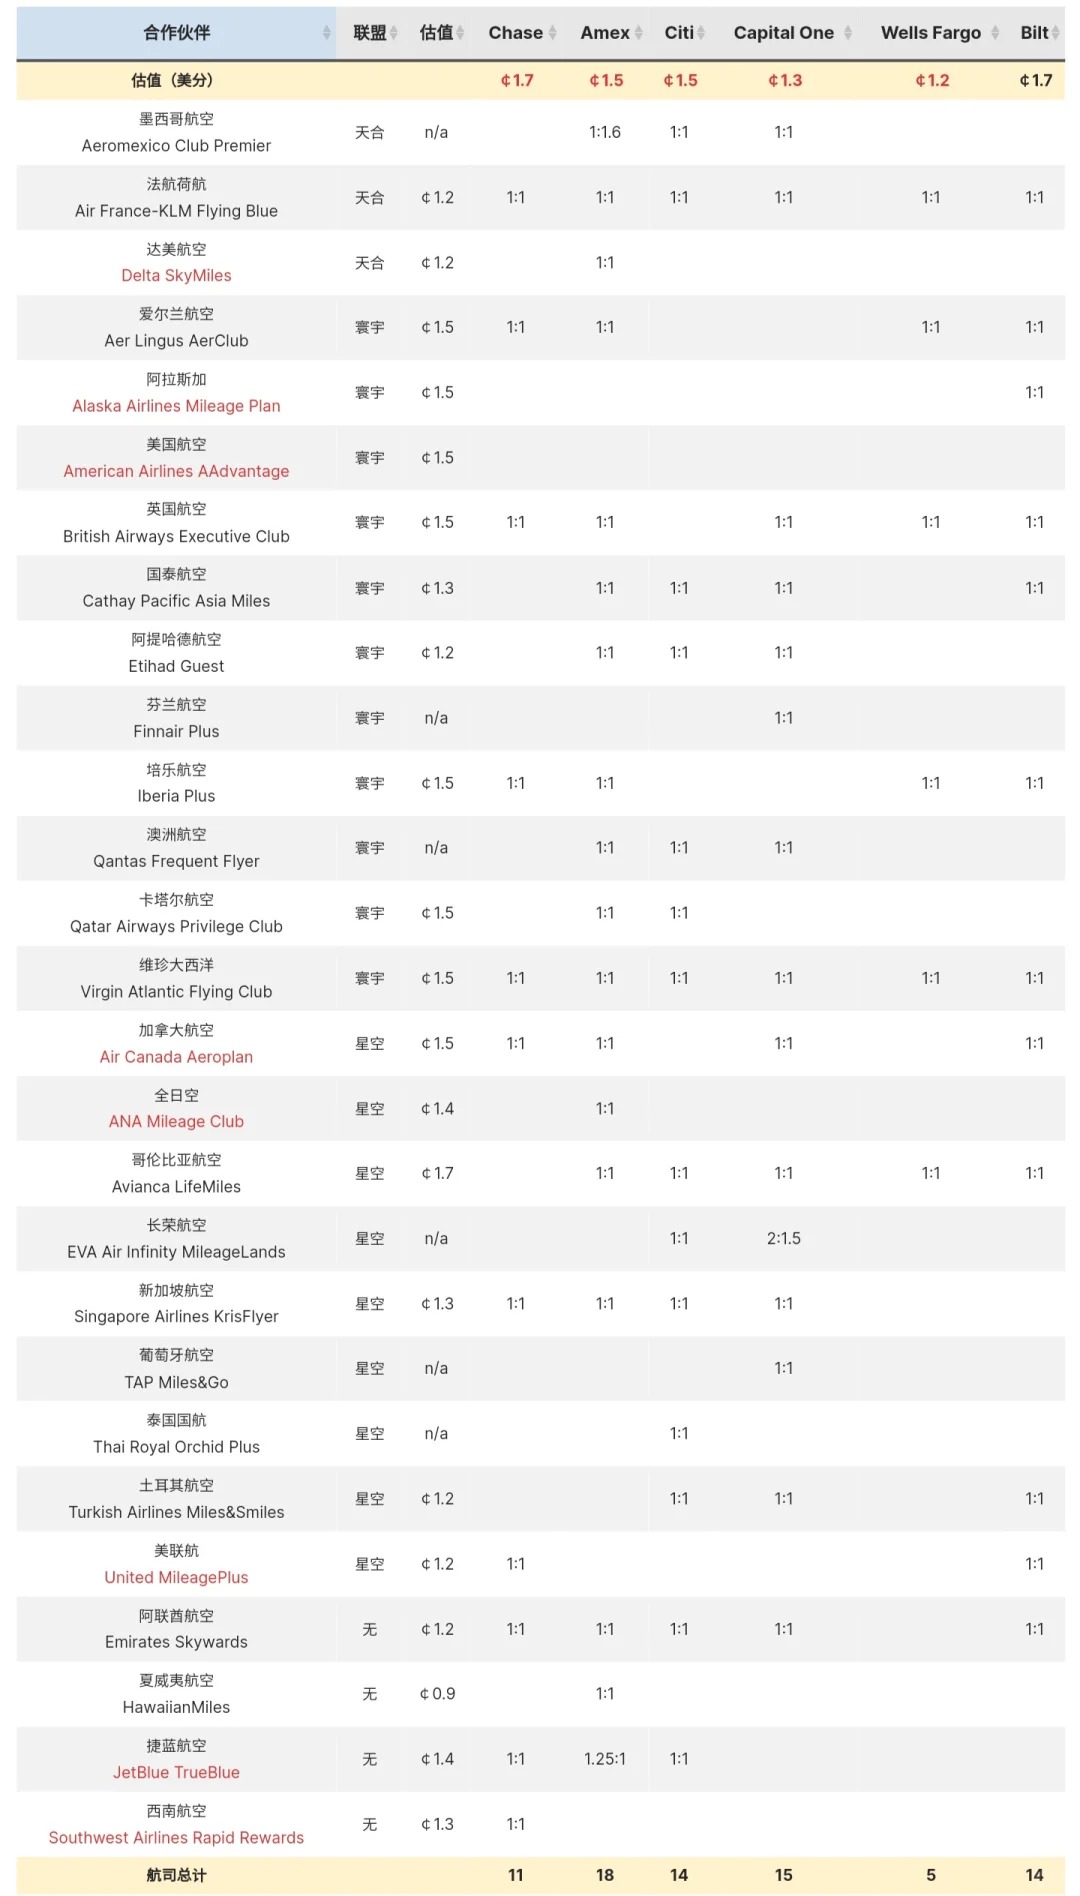 合作伙伴 联盟 估值 Chase Amex Citi Capital One Wells Fargo Bilt
估值（美分） ¢1.7 ¢1.5 ¢1.5 ¢1.3 ¢1.2 ¢1.7
墨西哥航空
Aeromexico Club Premier 天合 n/a 1:1.6 1:1 1:1
法航荷航
Air France-KLM Flying Blue 天合 ¢1.2 1:1 1:1 1:1 1:1 1:1 1:1
达美航空
Delta SkyMiles 天合 ¢1.2 1:1
爱尔兰航空
Aer Lingus AerClub 寰宇 ¢1.5 1:1 1:1 1:1 1:1
阿拉斯加
Alaska Airlines Mileage Plan 寰宇 ¢1.5 1:1
美国航空
American Airlines AAdvantage 寰宇 ¢1.5
英国航空
British Airways Executive Club 寰宇 ¢1.5 1:1 1:1 1:1 1:1 1:1
国泰航空
Cathay Pacific Asia Miles 寰宇 ¢1.3 1:1 1:1 1:1 1:1
阿提哈德航空
Etihad Guest 寰宇 ¢1.2 1:1 1:1 1:1
芬兰航空
Finnair Plus 寰宇 n/a 1:1
培乐航空
Iberia Plus 寰宇 ¢1.5 1:1 1:1 1:1 1:1
澳洲航空
Qantas Frequent Flyer 寰宇 n/a 1:1 1:1 1:1
卡塔尔航空
Qatar Airways Privilege Club 寰宇 ¢1.5 1:1 1:1
维珍大西洋
Virgin Atlantic Flying Club 寰宇 ¢1.5 1:1 1:1 1:1 1:1 1:1 1:1
加拿大航空
Air Canada Aeroplan 星空 ¢1.5 1:1 1:1 1:1 1:1
全日空
ANA Mileage Club 星空 ¢1.4 1:1
哥伦比亚航空
Avianca LifeMiles 星空 ¢1.7 1:1 1:1 1:1 1:1 1:1
长荣航空
EVA Air Infinity MileageLands 星空 n/a 1:1 2:1.5
新加坡航空
Singapore Airlines KrisFlyer 星空 ¢1.3 1:1 1:1 1:1 1:1
葡萄牙航空
TAP Miles&Go 星空 n/a 1:1
泰国国航
Thai Royal Orchid Plus 星空 n/a 1:1
土耳其航空
Turkish Airlines Miles&Smiles 星空 ¢1.2 1:1 1:1 1:1
美联航
United MileagePlus 星空 ¢1.2 1:1 1:1
阿联酋航空
Emirates Skywards 无 ¢1.2 1:1 1:1 1:1 1:1 1:1
夏威夷航空
HawaiianMiles 无 ¢0.9 1:1
捷蓝航空
JetBlue TrueBlue 无 ¢1.4 1:1 1.25:1 1:1
西南航空
Southwest Airlines Rapid Rewards 无 ¢1.3 1:1
航司总计 11 18 14 15 5 14